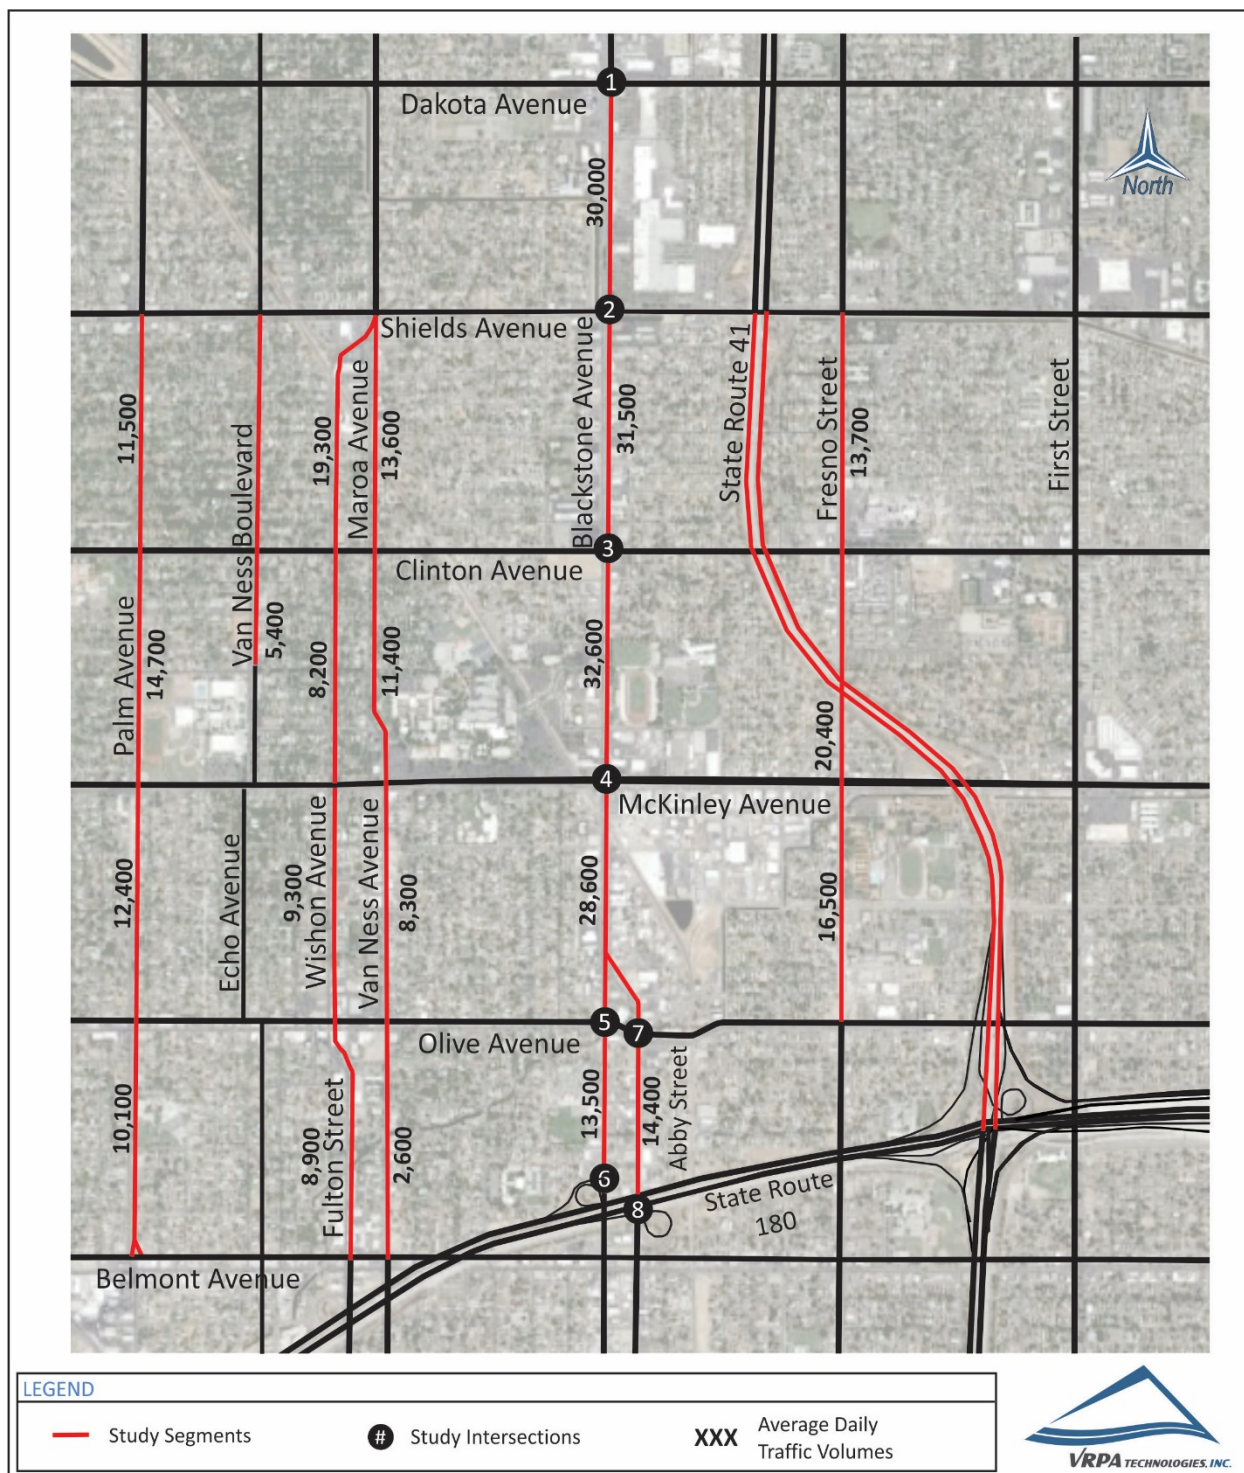 1
Dakota Avenue
North
30,000
2
Shields Avenue
11,500
Van Ness Boulevard
19,300
Maroa Avenue
13,600
Blackstone Avenue
31,500
State Route 41
Fresno Street
13,700
First Street
3
Clinton Avenue
Palm Avenue
14,700
5,400
8,200
11,400
32,600
20,400
4
McKinley Avenue
12,400
Echo Avenue
9,300
Wishon Avenue
Van Ness Avenue
8,300
28,600
16,500
5
7
Olive Avenue
10,100
8,900
Fulton Street
2,600
13,500
14,400
Abby Street
6
8
State Route
180
Belmont Avenue
LEGEND
Study Segments
#
Study Intersections
XXX
Average Daily
Traffic Volumes
VRPA TECHNOLOGIES, INC.